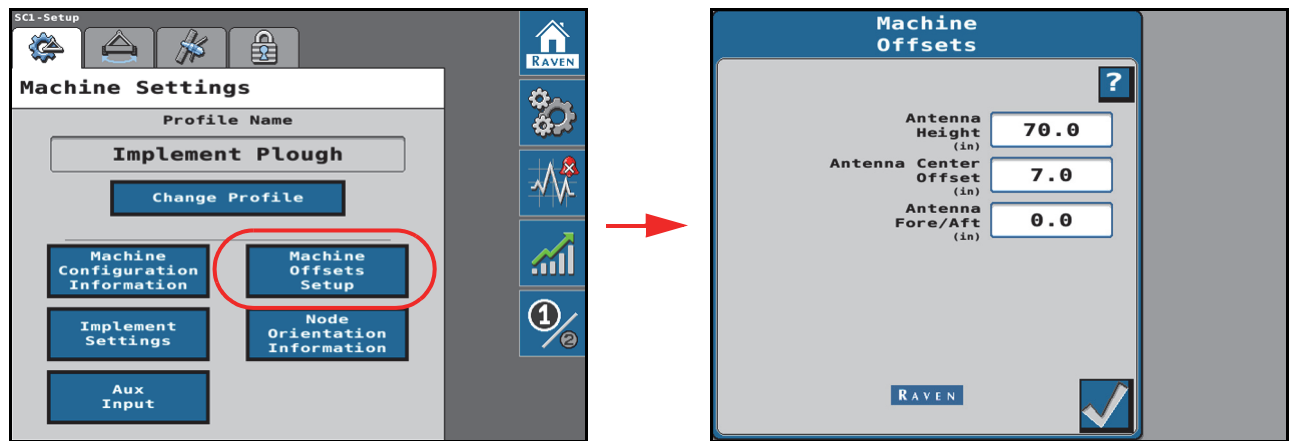 SC1-Setup
Machine Settings
Profile Name
Implement Plough
Change Profile
Machine
Configuration
Information
Machine
Offsets
Setup
Implement
Settings
Node
Orientation
Information
Aux
Input
RAVEN
1/2
Machine
Offsets
?
Antenna
Height
(in)
70.0
Antenna Center
Offset
(in)
7.0
Antenna
Fore/Aft
(in)
0.0
RAVEN